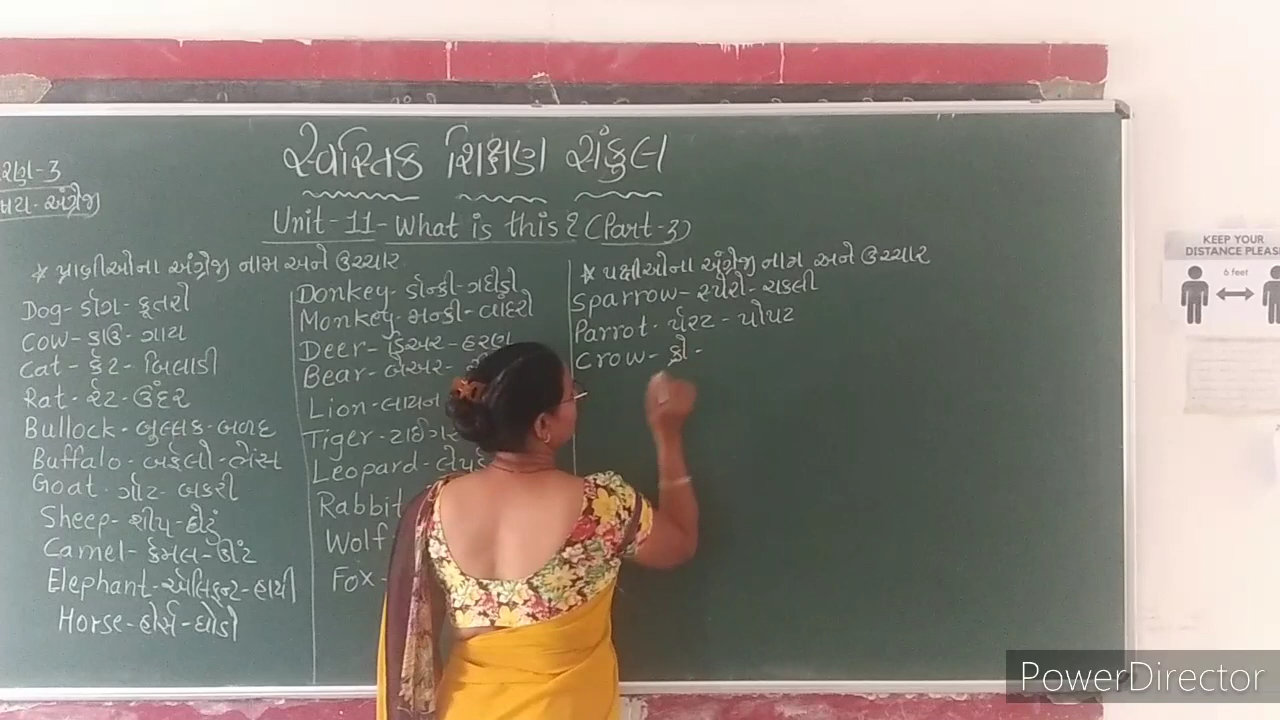 સ્વસ્તિક શિક્ષણ સંકુલ
રણ-3
અંગ્રેજી
Unit-11-What is this? (Part-3)
* પ્રાણીઓના અંગ્રેજી નામ અને ઉચ્ચાર
Dog-ડૉગ-કૂતરો
Cow-કાઉ-ગાય
Cat-કૅટ-બિલાડી
Rat-રૅટ-ઉંદર
Bullock-બુલ્લક-બળદ
Buffalo-બફેલો-ભેંસ
Goat-ગૉટ-બકરી
Sheep-શીપ-ઘેટું
Camel-કેમલ-ઊંટ
Elephant-એલિફન્ટ-હાથી
Horse-હોર્સ-ઘોડો
Donkey-ડોન્કી-ગધેડો
Monkey-મન્કી-વાંદરો
Deer-ડિઅર-હરણ
Bear-બેઅર-
Lion-લાયન
Tiger-ટાઈગર
Leopard-લેપર્ડ
Rabbit
Wolf
Fox-
* પક્ષીઓના અંગ્રેજી નામ અને ઉચ્ચાર
Sparrow-સ્પેરો-ચકલી
Parrot-પૅરટ-પોપટ
Crow-ક્રો-
KEEP YOUR
DISTANCE PLEASE
6 feet
PowerDirector